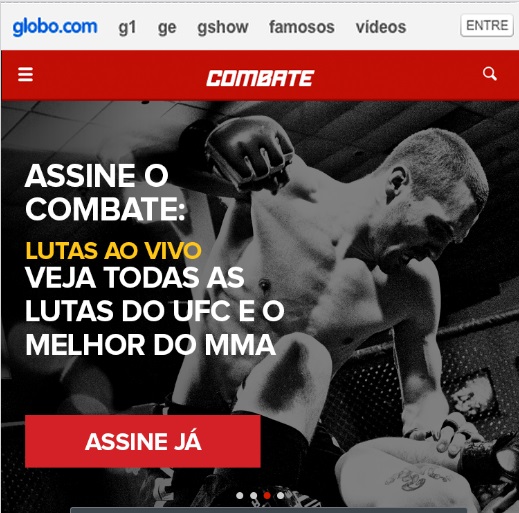 globo.com g1 ge gshow famosos vídeos ENTRE
COMBATE
ASSINE O
COMBATE:
LUTAS AO VIVO
VEJA TODAS AS
LUTAS DO UFC E O
MELHOR DO MMA
ASSINE JÁ